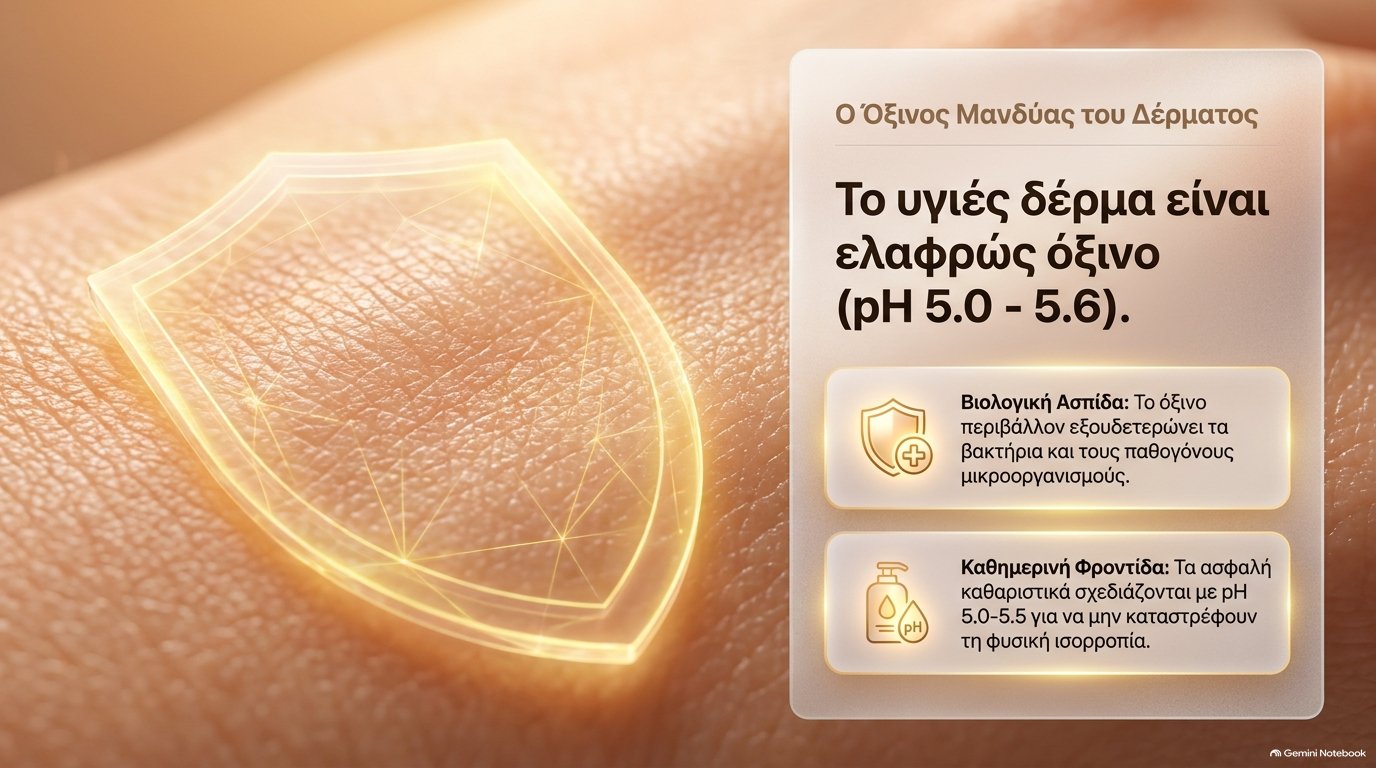 Ο Όξινος Μανδύας του Δέρματος
Το υγιές δέρμα είναι
ελαφρώς όξινο
(pH 5.0 - 5.6).
Βιολογική Ασπίδα: Το όξινο
περιβάλλον εξουδετερώνει τα
βακτήρια και τους παθογόνους
μικροοργανισμούς.
pH
Καθημερινή Φροντίδα: Τα ασφαλή
καθαριστικά σχεδιάζονται με pH
5.0-5.5 για να μην καταστρέφουν
τη φυσική ισορροπία.
Gemini Notebook